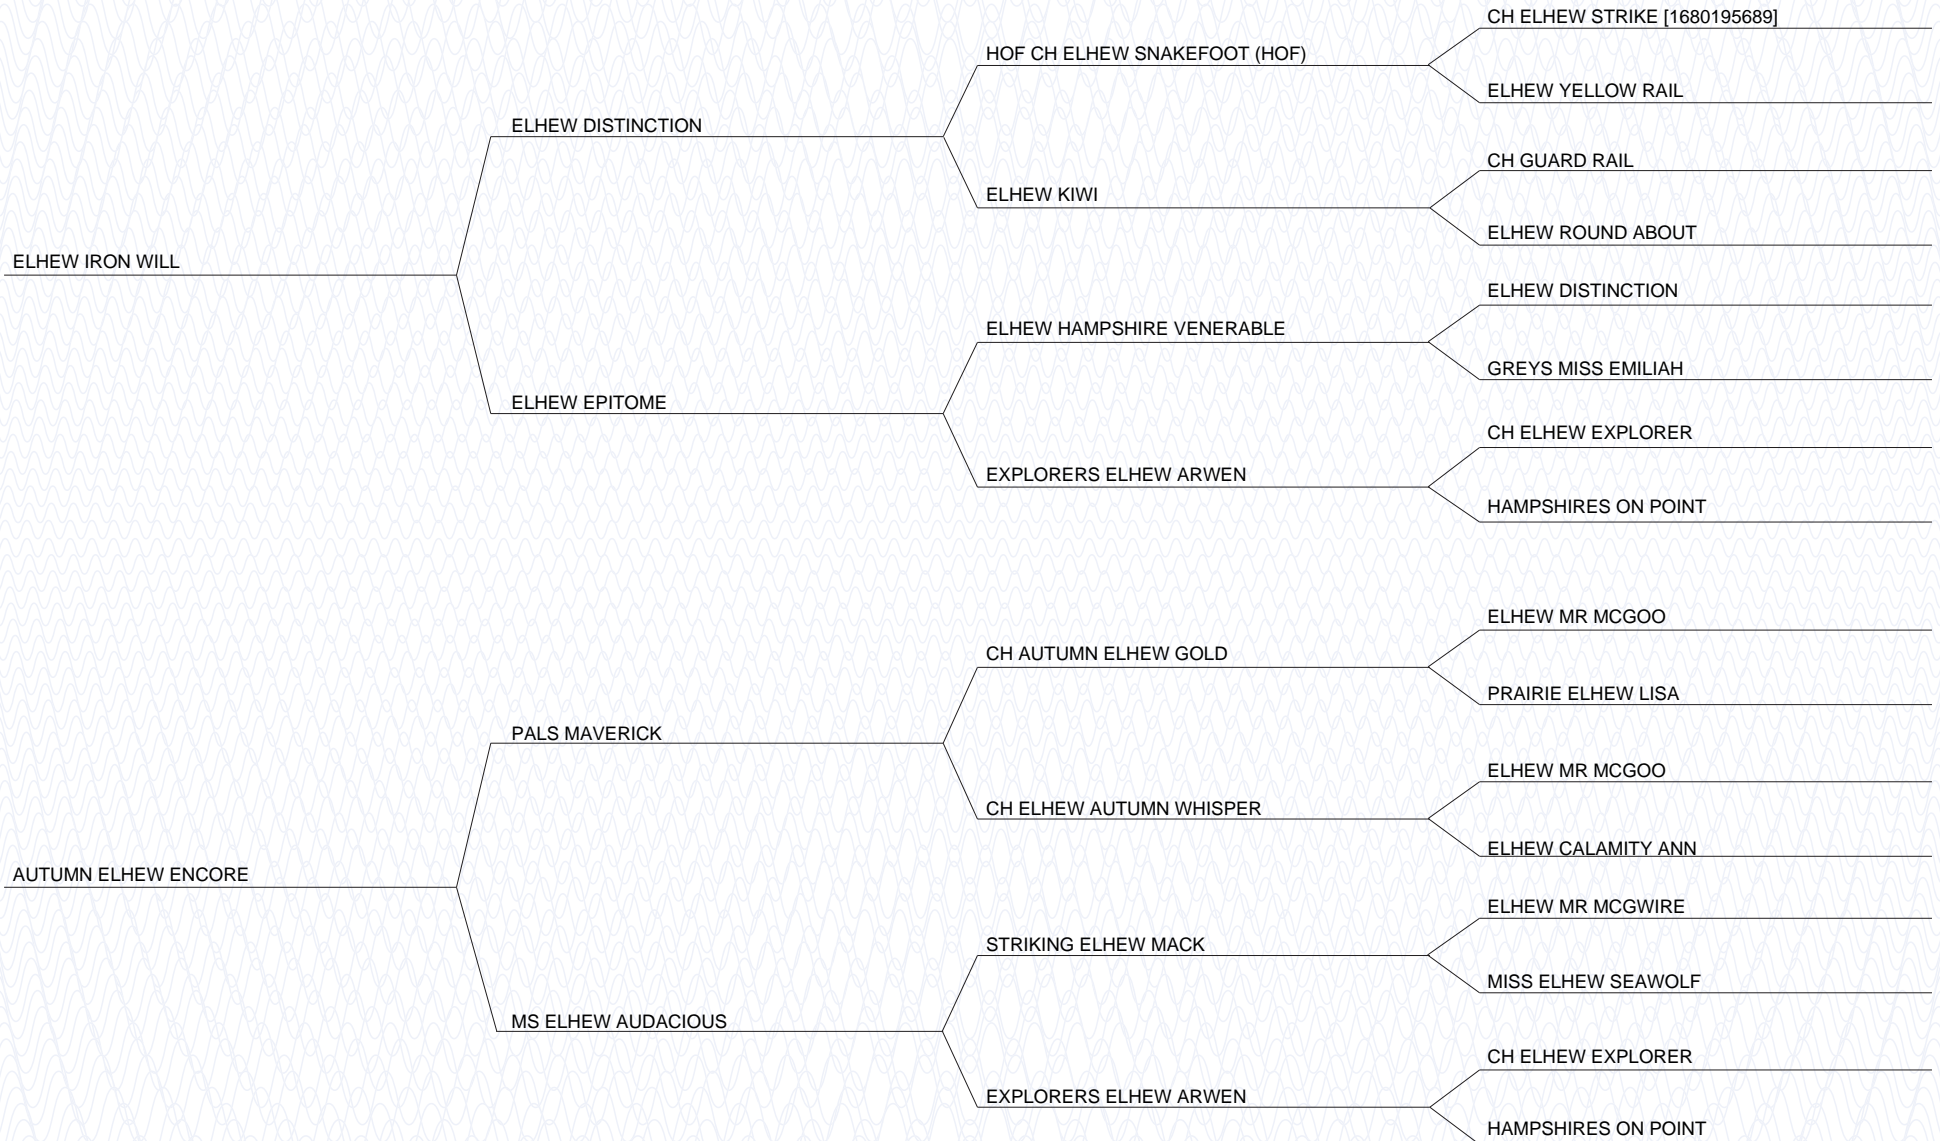 CH ELHEW STRIKE [1680195689]
HOF CH ELHEW SNAKEFOOT (HOF)
ELHEW YELLOW RAIL
ELHEW DISTINCTION
CH GUARD RAIL
ELHEW KIWI
ELHEW ROUND ABOUT
ELHEW IRON WILL
ELHEW DISTINCTION
ELHEW HAMPSHIRE VENERABLE
GREYS MISS EMILIAH
ELHEW EPITOME
CH ELHEW EXPLORER
EXPLORERS ELHEW ARWEN
HAMPSHIRES ON POINT
ELHEW MR MCGOO
CH AUTUMN ELHEW GOLD
PRAIRIE ELHEW LISA
PALS MAVERICK
ELHEW MR MCGOO
CH ELHEW AUTUMN WHISPER
ELHEW CALAMITY ANN
AUTUMN ELHEW ENCORE
ELHEW MR MCGWIRE
STRIKING ELHEW MACK
MISS ELHEW SEAWOLF
MS ELHEW AUDACIOUS
CH ELHEW EXPLORER
EXPLORERS ELHEW ARWEN
HAMPSHIRES ON POINT